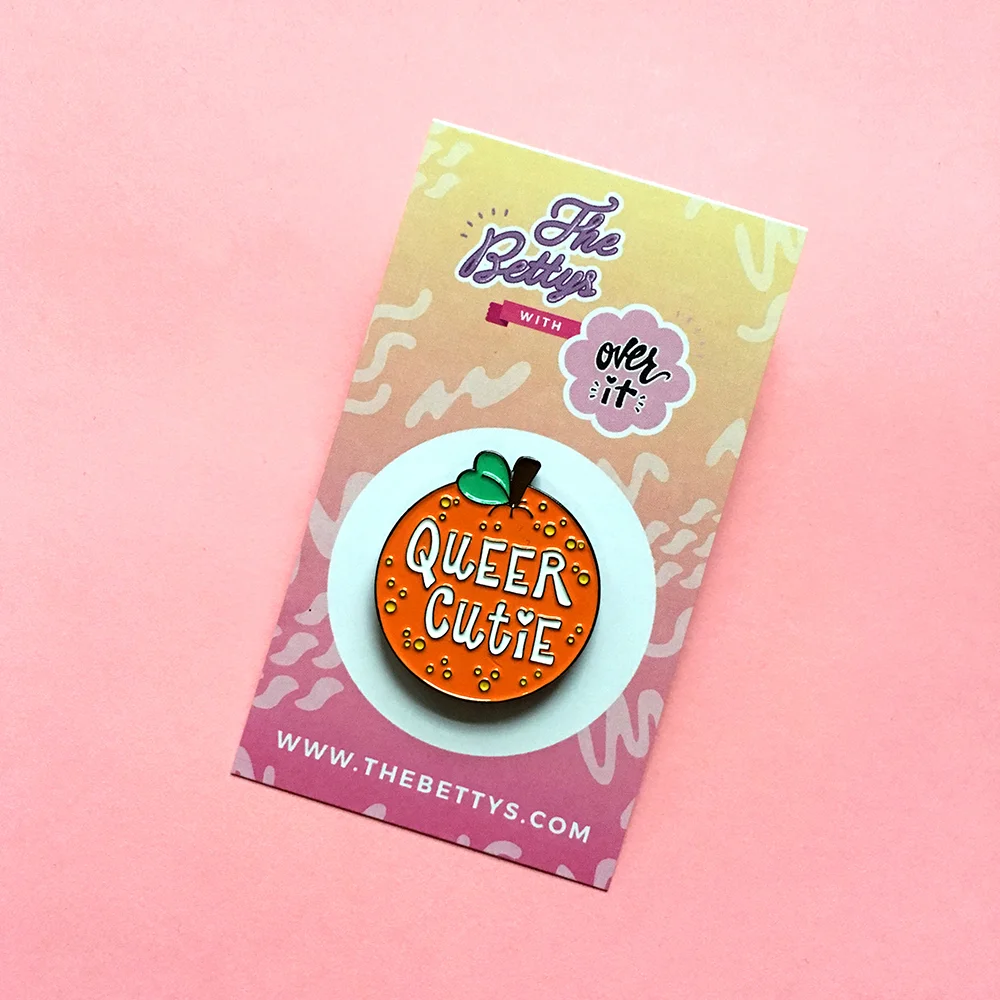 The
Bettys
WITH
over
it
QUEER
CUTIE
WWW.THEBETTYS.COM